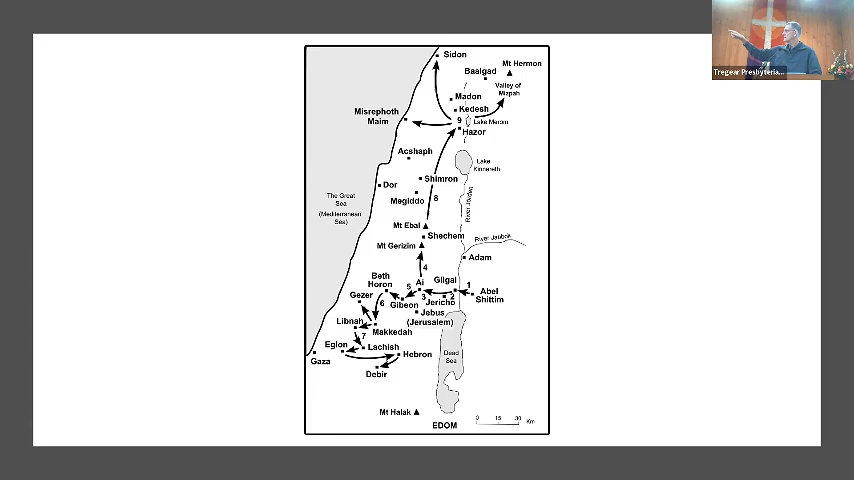 Tregear Presbyteria...
Sidon
Mt Hermon
Baalgad
Valley of
Mizpah
Madon
Kedesh
Misrephoth
Maim
9
Lake Merom
Hazor
Acshaph
Lake
Kinnereth
Shimron
Dor
Megiddo
8
River Jordan
The Great
Sea
(Mediterranean
Sea)
Mt Ebal
Shechem
River Jabbok
Mt Gerizim
Adam
4
Beth
Horon
Ai
Gilgal
5
1
Gezer
3
2
Abel
Shittim
6
Gibeon
Jericho
Jebus
(Jerusalem)
Libnah
Makkedah
7
Eglon
Lachish
Hebron
Dead
Sea
Gaza
Debir
Mt Halak
0 15 30
Km
EDOM